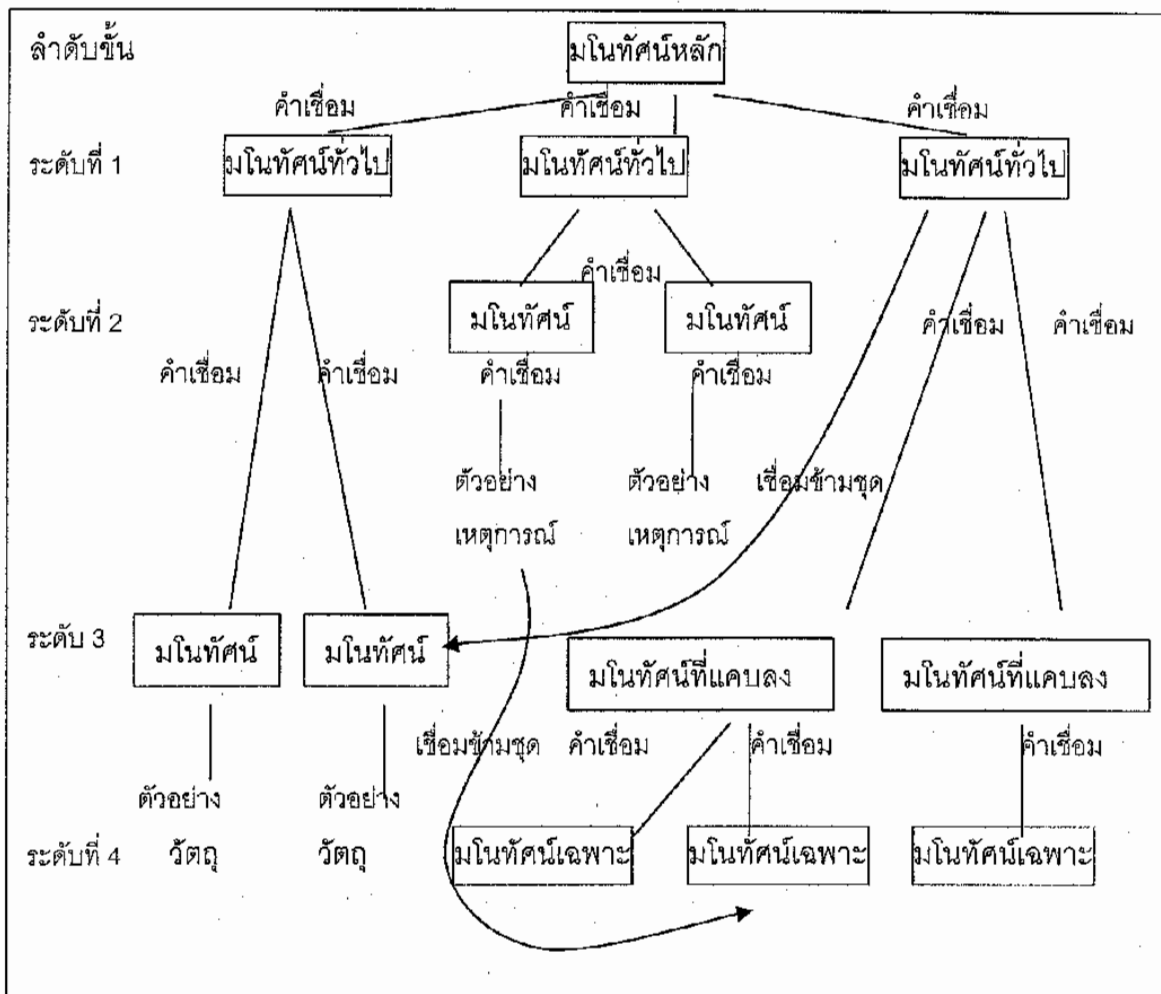 ลำดับขั้น
มโนทัศน์หลัก
คำเชื่อม คำเชื่อม คำเชื่อม
ระดับที่ 1 มโนทัศน์ทั่วไป มโนทัศน์ทั่วไป มโนทัศน์ทั่วไป
คำเชื่อม
ระดับที่ 2 มโนทัศน์ มโนทัศน์ คำเชื่อม คำเชื่อม
คำเชื่อม คำเชื่อม คำเชื่อม คำเชื่อม
ตัวอย่าง ตัวอย่าง เชื่อมข้ามชุด
เหตุการณ์ เหตุการณ์
ระดับ 3 มโนทัศน์ มโนทัศน์ มโนทัศน์ที่แคบลง มโนทัศน์ที่แคบลง
เชื่อมข้ามชุด คำเชื่อม คำเชื่อม คำเชื่อม
ตัวอย่าง ตัวอย่าง
ระดับที่ 4 วัตถุ วัตถุ มโนทัศน์เฉพาะ มโนทัศน์เฉพาะ มโนทัศน์เฉพาะ